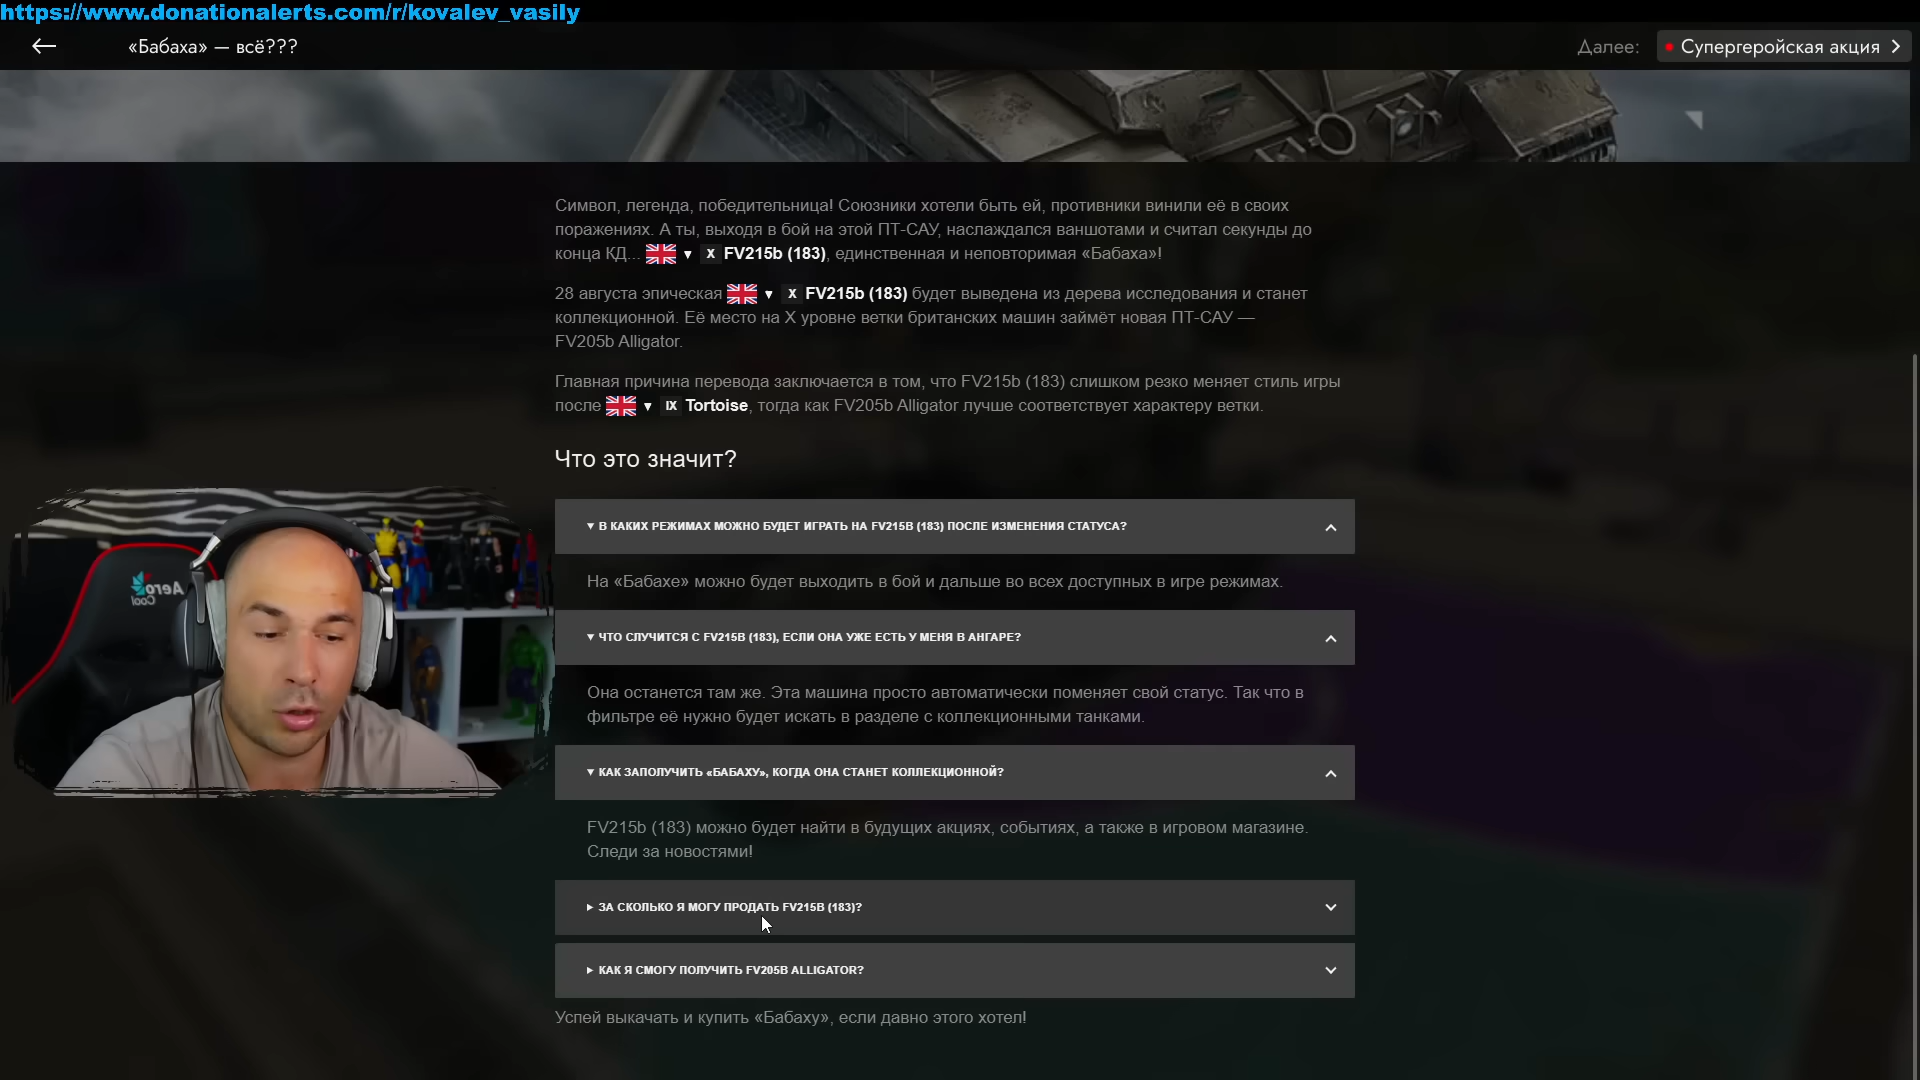 https://www.donationalerts.com/r/kovalev_vasily
«Бабаха» — всё???
Далее:
Супергеройская акция
Символ, легенда, победительница! Союзники хотели быть ей, противники винили её в своих
поражениях. А ты, выходя в бой на этой ПТ-САУ, наслаждался ваншотами и считал секунды до
конца КД... ▼ X FV215b (183), единственная и неповторимая «Бабаха»!
28 августа эпическая ▼ X FV215b (183) будет выведена из дерева исследования и станет
коллекционной. Её место на X уровне ветки британских машин займёт новая ПТ-САУ —
FV205b Alligator.
Главная причина перевода заключается в том, что FV215b (183) слишком резко меняет стиль игры
после ▼ IX Tortoise, тогда как FV205b Alligator лучше соответствует характеру ветки.
Что это значит?
▼ В КАКИХ РЕЖИМАХ МОЖНО БУДЕТ ИГРАТЬ НА FV215B (183) ПОСЛЕ ИЗМЕНЕНИЯ СТАТУСА?
На «Бабахе» можно будет выходить в бой и дальше во всех доступных в игре режимах.
▼ ЧТО СЛУЧИТСЯ С FV215B (183), ЕСЛИ ОНА УЖЕ ЕСТЬ У МЕНЯ В АНГАРЕ?
Она останется там же. Эта машина просто автоматически поменяет свой статус. Так что в
фильтре её нужно будет искать в разделе с коллекционными танками.
▼ КАК ЗАПОЛУЧИТЬ «БАБАХУ», КОГДА ОНА СТАНЕТ КОЛЛЕКЦИОННОЙ?
FV215b (183) можно будет найти в будущих акциях, событиях, а также в игровом магазине.
Следи за новостями!
► ЗА СКОЛЬКО Я МОГУ ПРОДАТЬ FV215B (183)?
► КАК Я СМОГУ ПОЛУЧИТЬ FV205B ALLIGATOR?
Успей выкачать и купить «Бабаху», если давно этого хотел!
Aero
Cool